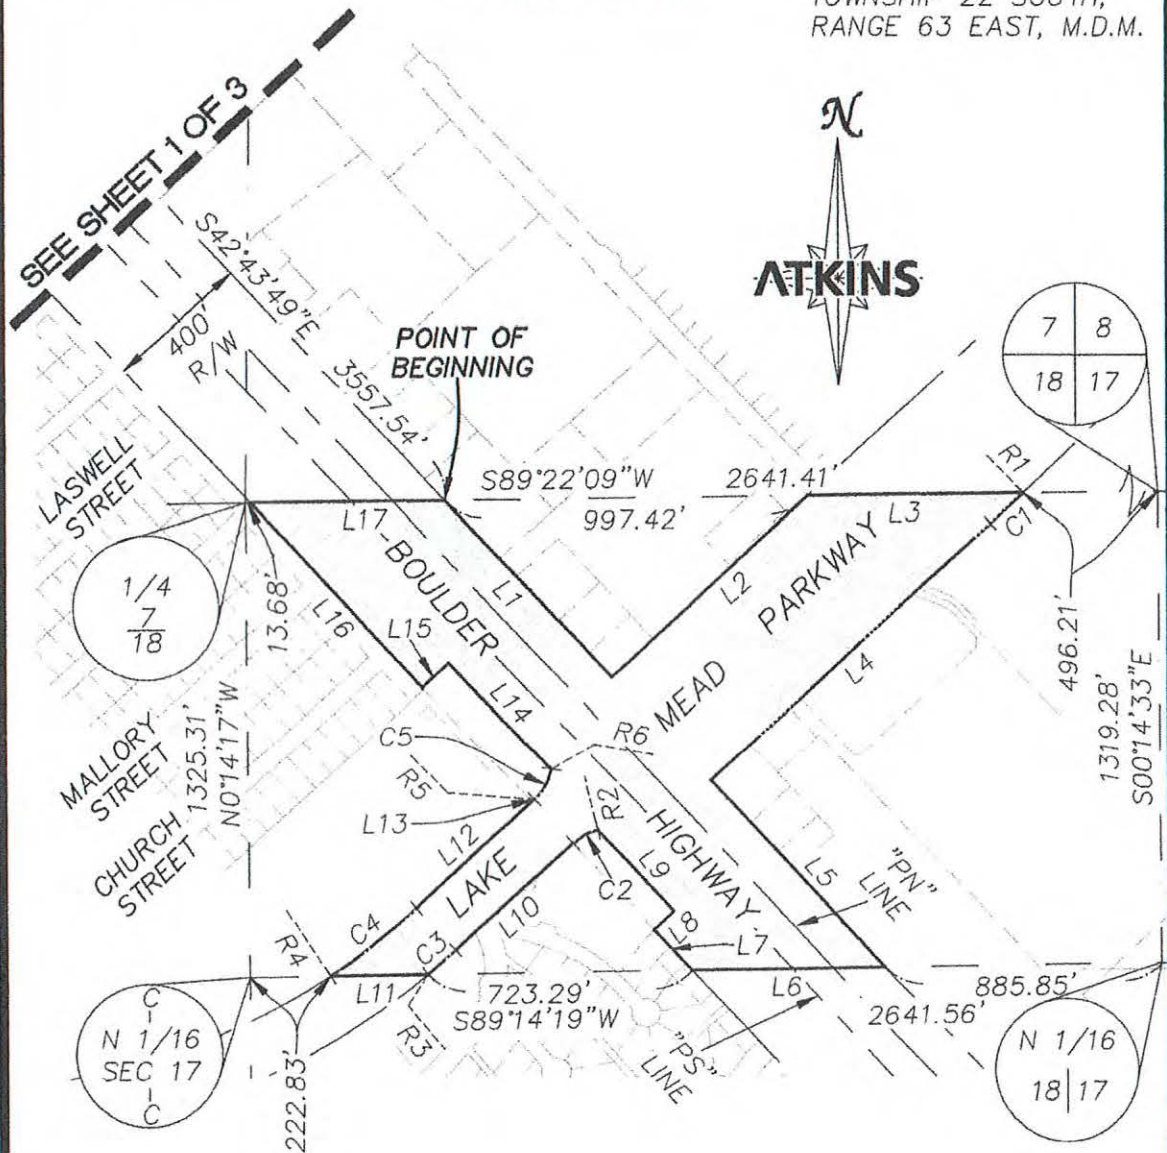 TOWNSHIP 22 SOUTH,
RANGE 63 EAST, M.D.M.
SEE SHEET 1 OF 3
N
ATKINS
S42°43'49"E
3557.54'
400'
R/W
POINT OF
BEGINNING
7 8
18 17
LASWELL
STREET
S89°22'09"W
2641.41'
997.42'
R1
L17
L3
C1
BOULDER
L1
L2
PARKWAY
1/4
7
18
13.68'
L16
L15
L14
L4
496.21'
1319.28'
S00°14'33"E
MEAD
R6
C5
R5
R2
MALLORY
STREET
1325.31'
N0°14'17"W
L13
L12
HIGHWAY
CHURCH
STREET
LAKE
C2
L9
L5
"PN"
LINE
C4
L10
L8
L7
R4
C3
L11
723.29'
S89°14'19"W
L6
885.85'
2641.56'
R3
"PS"
LINE
C
N 1/16
SEC 17
C
222.83'
N 1/16
18 17